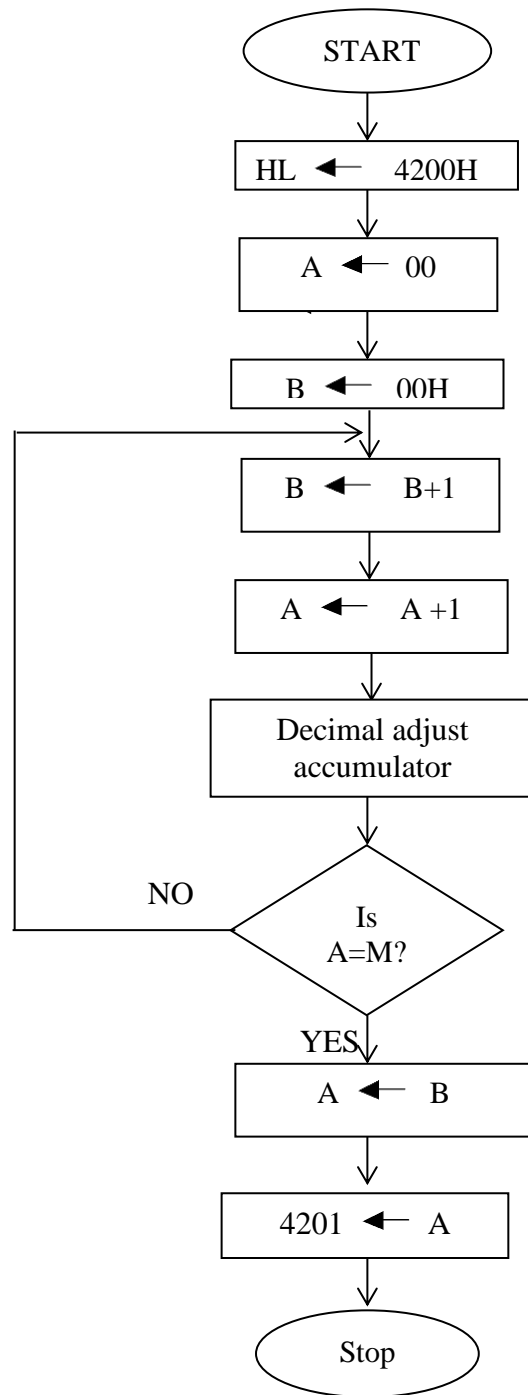 START
HL 4200H
A 00
B 00H
B B+1
A A +1
Decimal adjust
accumulator
NO
Is
A=M?
YES
A B
4201 A
Stop